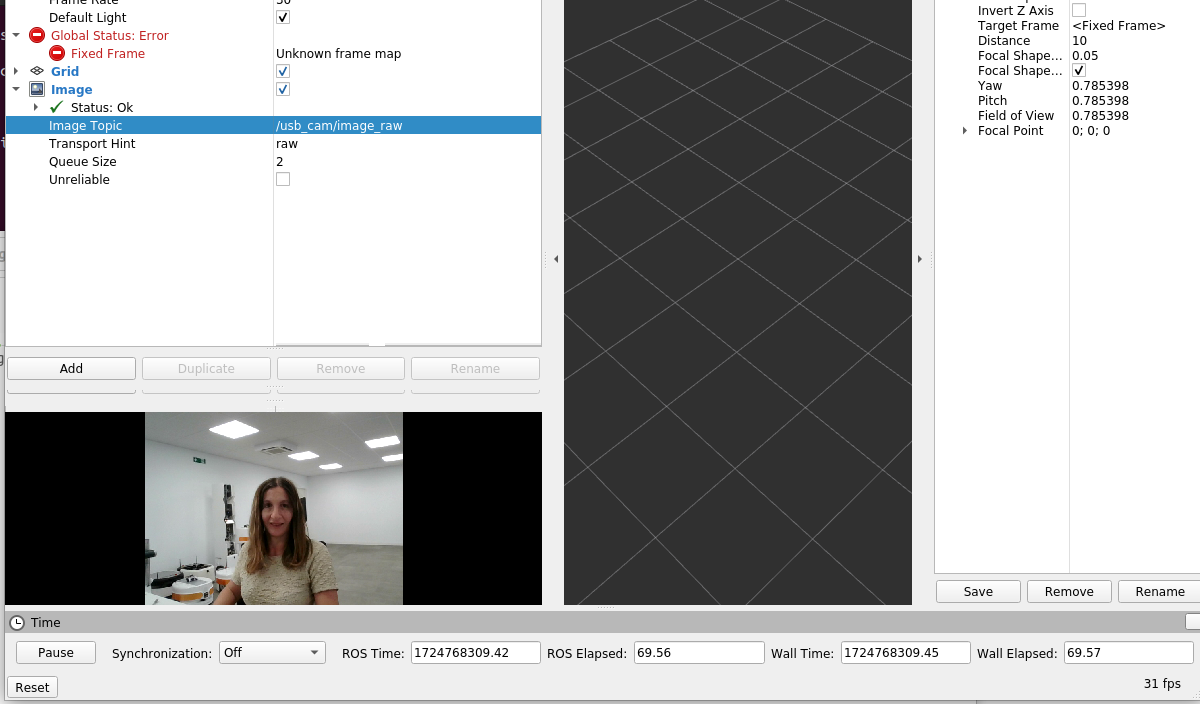 Frame Rate 30
Default Light
Global Status: Error
Fixed Frame Unknown frame map
Grid
Image
Status: Ok
Image Topic /usb_cam/image_raw
Transport Hint raw
Queue Size 2
Unreliable
Add Duplicate Remove Rename
Invert Z Axis
Target Frame <Fixed Frame>
Distance 10
Focal Shape... 0.05
Focal Shape...
Yaw 0.785398
Pitch 0.785398
Field of View 0.785398
Focal Point 0; 0; 0
Save Remove Rename
Time
Pause Synchronization: Off ROS Time: 1724768309.42 ROS Elapsed: 69.56 Wall Time: 1724768309.45 Wall Elapsed: 69.57
Reset 31 fps